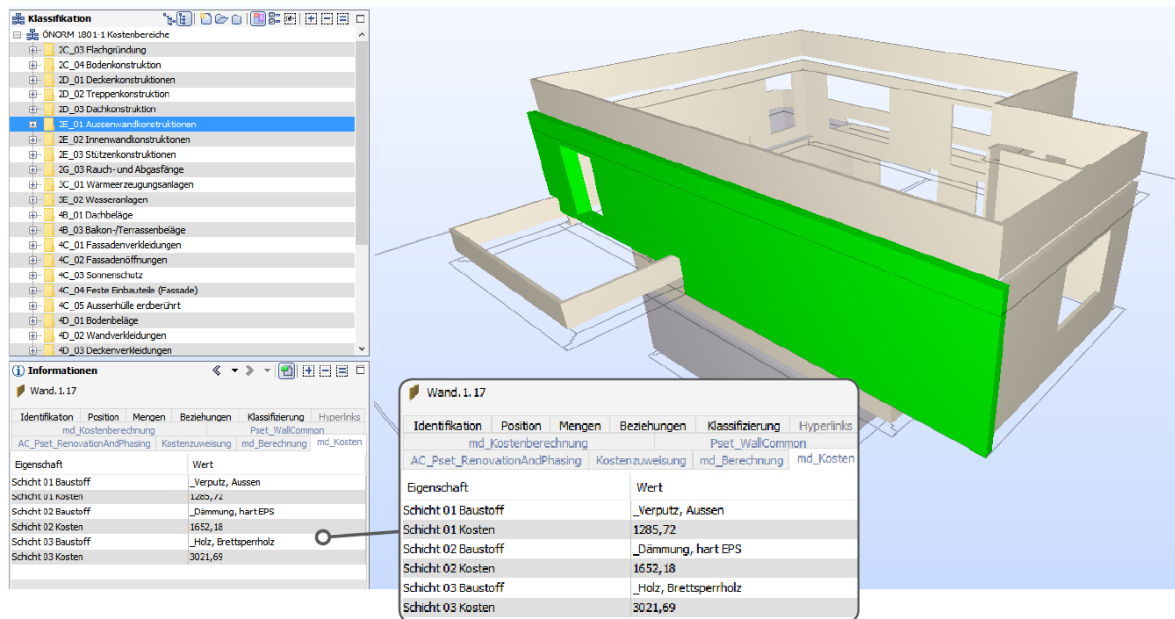 Klassifikation
ÖNORM 1801-1 Kostenbereiche
2C_03 Flachgründung
2C_04 Bodenkonstruktion
2D_01 Deckenkonstruktionen
2D_02 Treppenkonstruktion
2D_03 Dachkonstruktion
2E_01 Aussenwandkonstruktionen
2E_02 Innenwandkonstruktionen
2E_03 Stützenkonstruktionen
2G_03 Rauch- und Abgasfänge
3C_01 Wärmeerzeugungsanlagen
3E_02 Wasseranlagen
4B_01 Dachbeläge
4B_03 Balkon-/Terrassenbeläge
4C_01 Fassadenverkleidungen
4C_02 Fassadenöffnungen
4C_03 Sonnenschutz
4C_04 Feste Einbauteile (Fassade)
4C_05 Aussenhülle erdberührt
4D_01 Bodenbeläge
4D_02 Wandverkleidungen
4D_03 Deckenverkleidungen
Informationen
Wand.1.17
Identifikation Position Mengen Beziehungen Klassifizierung Hyperlinks
md_Kostenberechnung Pset_WallCommon
AC_Pset_RenovationAndPhasing Kostenzuweisung md_Berechnung md_Kosten
Eigenschaft Wert
Schicht 01 Baustoff _Verputz, Aussen
Schicht 01 Kosten 1285,72
Schicht 02 Baustoff _Dämmung, hart EPS
Schicht 02 Kosten 1652,18
Schicht 03 Baustoff _Holz, Brettsperrholz
Schicht 03 Kosten 3021,69
Wand.1.17
Identifikation Position Mengen Beziehungen Klassifizierung Hyperlinks
md_Kostenberechnung Pset_WallCommon
AC_Pset_RenovationAndPhasing Kostenzuweisung md_Berechnung md_Kosten
Eigenschaft Wert
Schicht 01 Baustoff _Verputz, Aussen
Schicht 01 Kosten 1285,72
Schicht 02 Baustoff _Dämmung, hart EPS
Schicht 02 Kosten 1652,18
Schicht 03 Baustoff _Holz, Brettsperrholz
Schicht 03 Kosten 3021,69